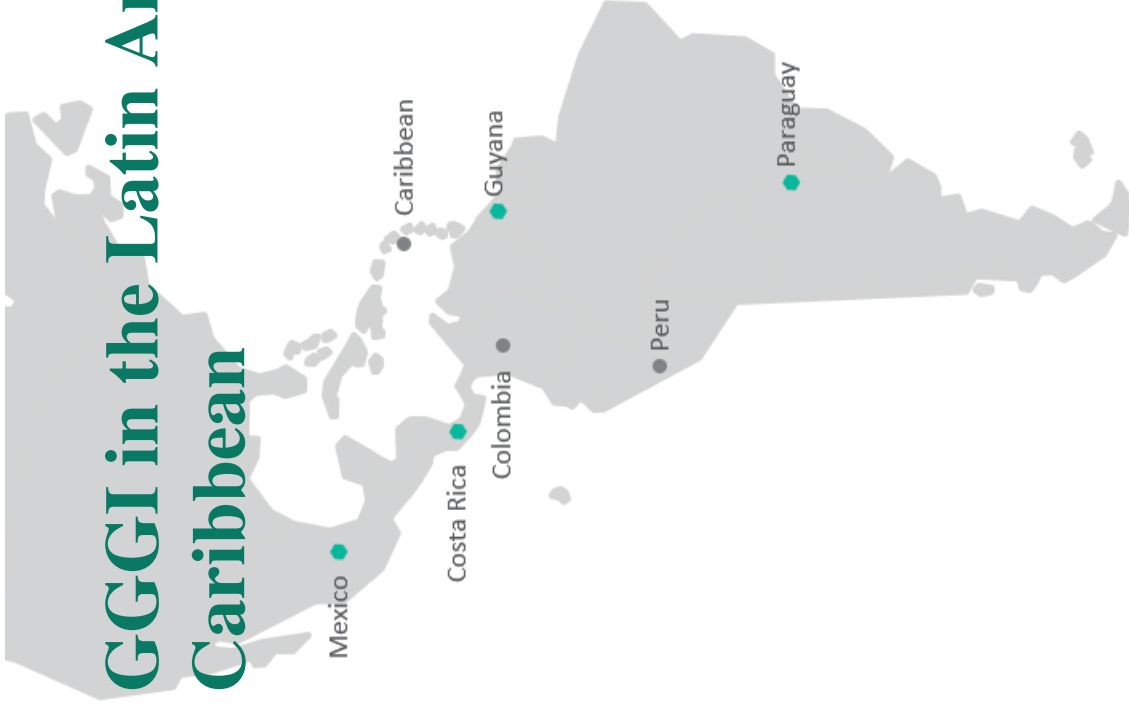 GGGI in the Latin
Caribbean
Mexico
Costa Rica
Colombia
Caribbean
Guyana
Peru
Paraguay